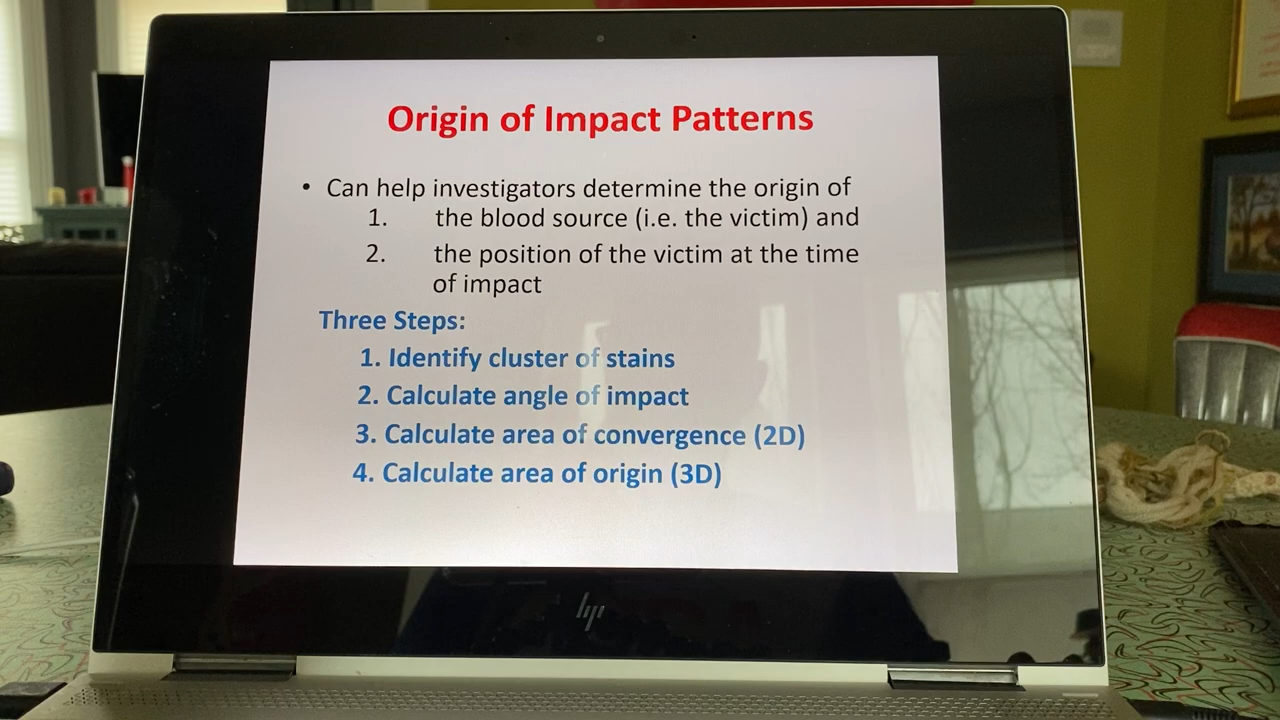 Origin of Impact Patterns
• Can help investigators determine the origin of
1. the blood source (i.e. the victim) and
2. the position of the victim at the time
of impact
Three Steps:
1. Identify cluster of stains
2. Calculate angle of impact
3. Calculate area of convergence (2D)
4. Calculate area of origin (3D)
hp